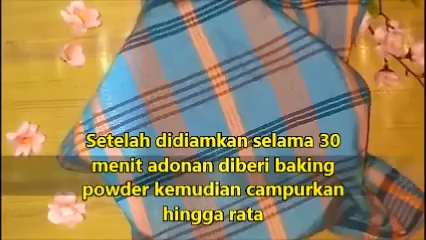 Setelah didiamkan selama 30
menit adonan diberi baking
powder kemudian campurkan
hingga rata